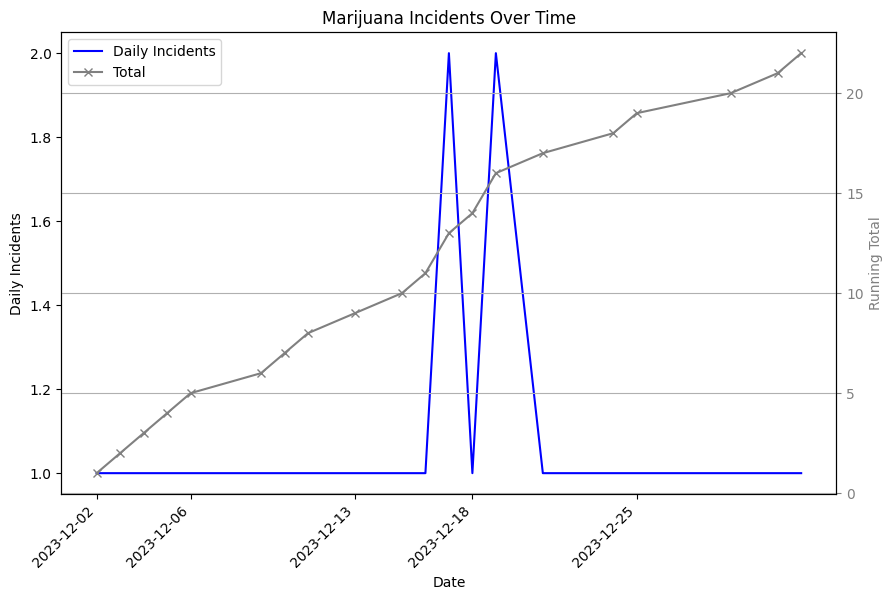 Marijuana Incidents Over Time
Daily Incidents
Total
2.0
1.8
1.6
1.4
1.2
1.0
Daily Incidents
20
15
10
5
0
Running Total
2023-12-02
2023-12-06
2023-12-13
2023-12-18
2023-12-25
Date